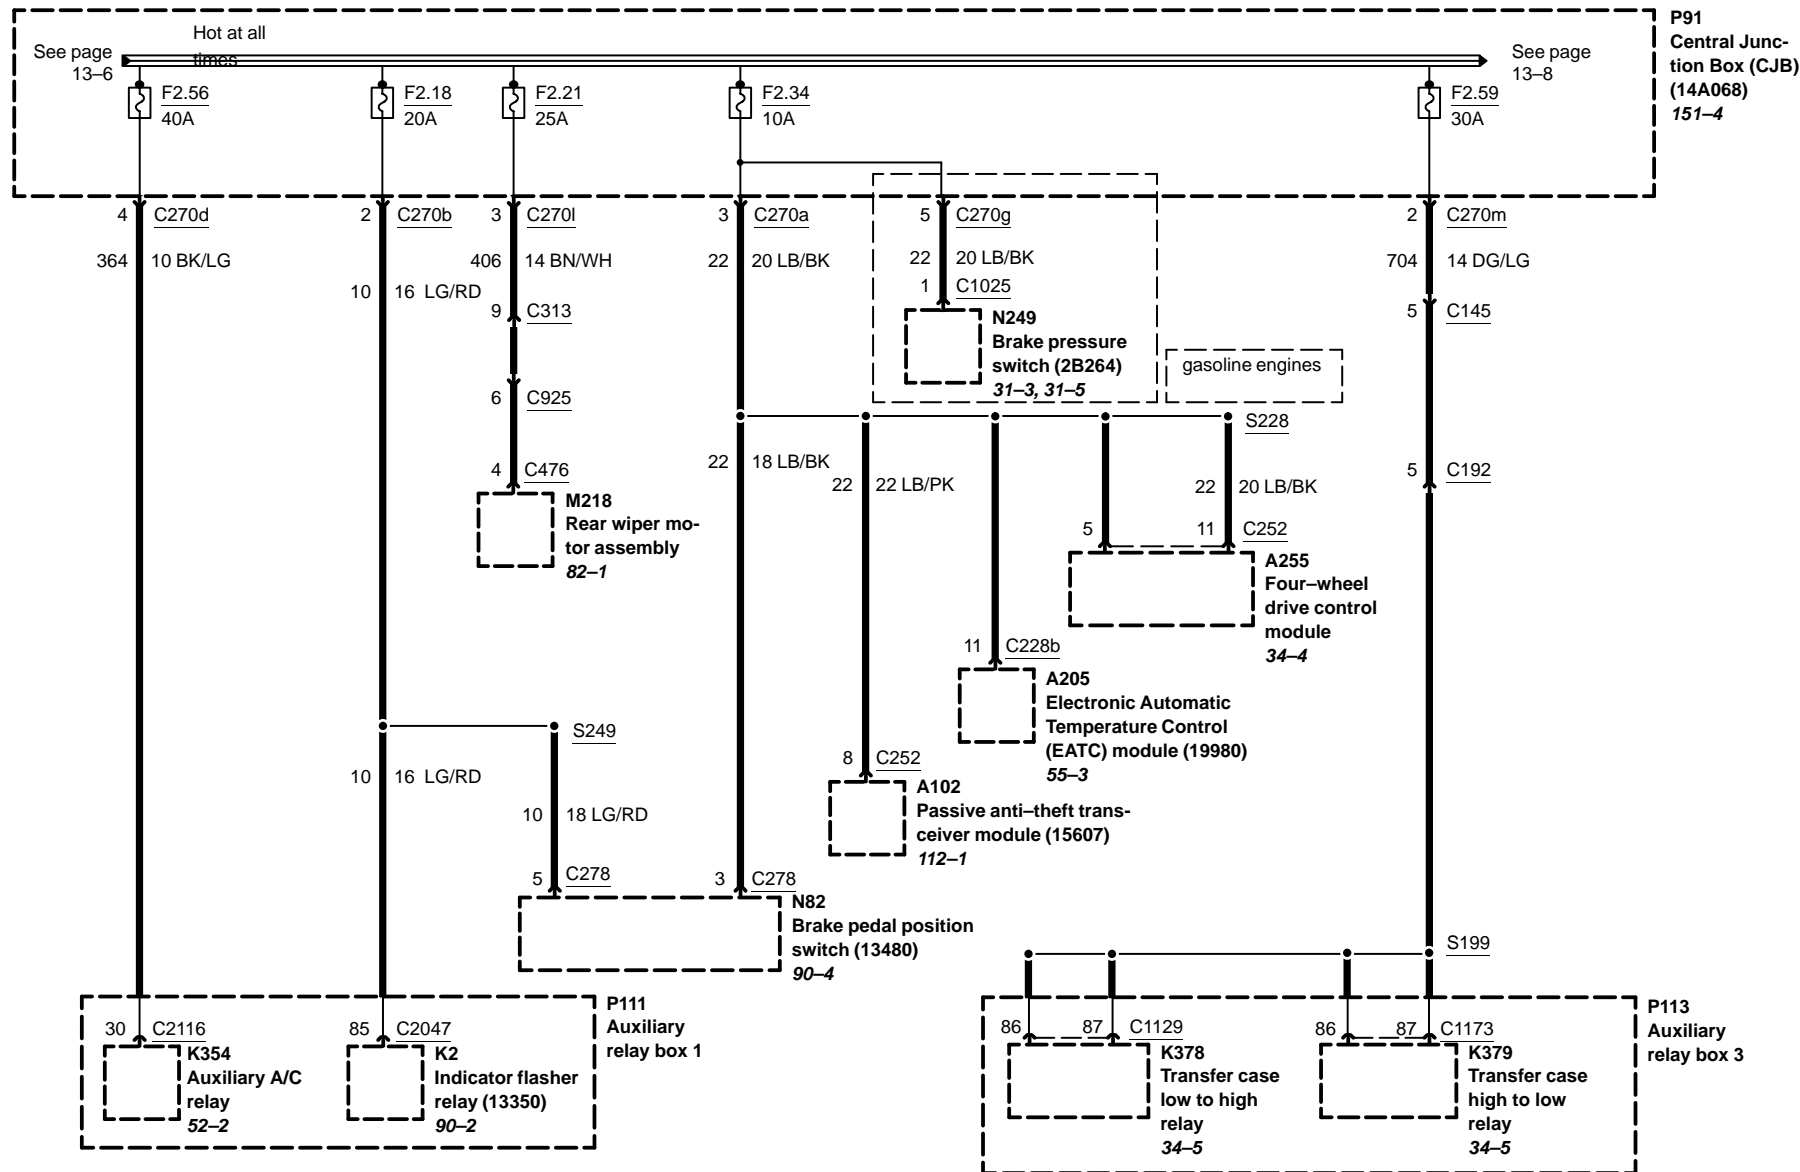 Hot at all
times
See page
13–6
See page
13–8
P91
Central Junc-
tion Box (CJB)
(14A068)
151–4
F2.56
40A
F2.18
20A
F2.21
25A
F2.34
10A
F2.59
30A
4 C270d
2 C270b
3 C270l
3 C270a
5 C270g
2 C270m
364 10 BK/LG
10 16 LG/RD
406 14 BN/WH
22 20 LB/BK
22 20 LB/BK
704 14 DG/LG
1 C1025
9 C313
5 C145
N249
Brake pressure
switch (2B264)
31–3, 31–5
gasoline engines
6 C925
S228
4 C476
22 18 LB/BK
22 22 LB/PK
22 20 LB/BK
5 C192
M218
Rear wiper mo-
tor assembly
82–1
5
11 C252
A255
Four–wheel
drive control
module
34–4
11 C228b
A205
Electronic Automatic
Temperature Control
(EATC) module (19980)
55–3
S249
8 C252
A102
Passive anti–theft trans-
ceiver module (15607)
112–1
10 16 LG/RD
10 18 LG/RD
5 C278
3 C278
N82
Brake pedal position
switch (13480)
90–4
S199
P111
Auxiliary
relay box 1
30 C2116
K354
Auxiliary A/C
relay
52–2
85 C2047
K2
Indicator flasher
relay (13350)
90–2
P113
Auxiliary
relay box 3
86
87 C1129
K378
Transfer case
low to high
relay
34–5
86
87 C1173
K379
Transfer case
high to low
relay
34–5